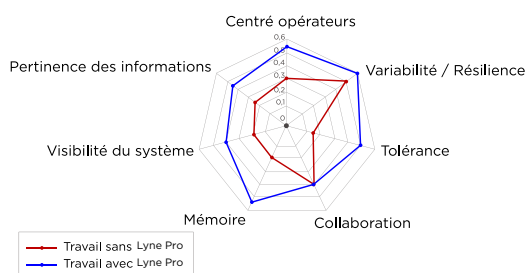 Centré opérateurs
0,6
0,5
0,4
0,3
0,2
0,1
0
Pertinence des informations
Variabilité / Résilience
Visibilité du système
Tolérance
Mémoire
Collaboration
Travail sans Lyne Pro
Travail avec Lyne Pro